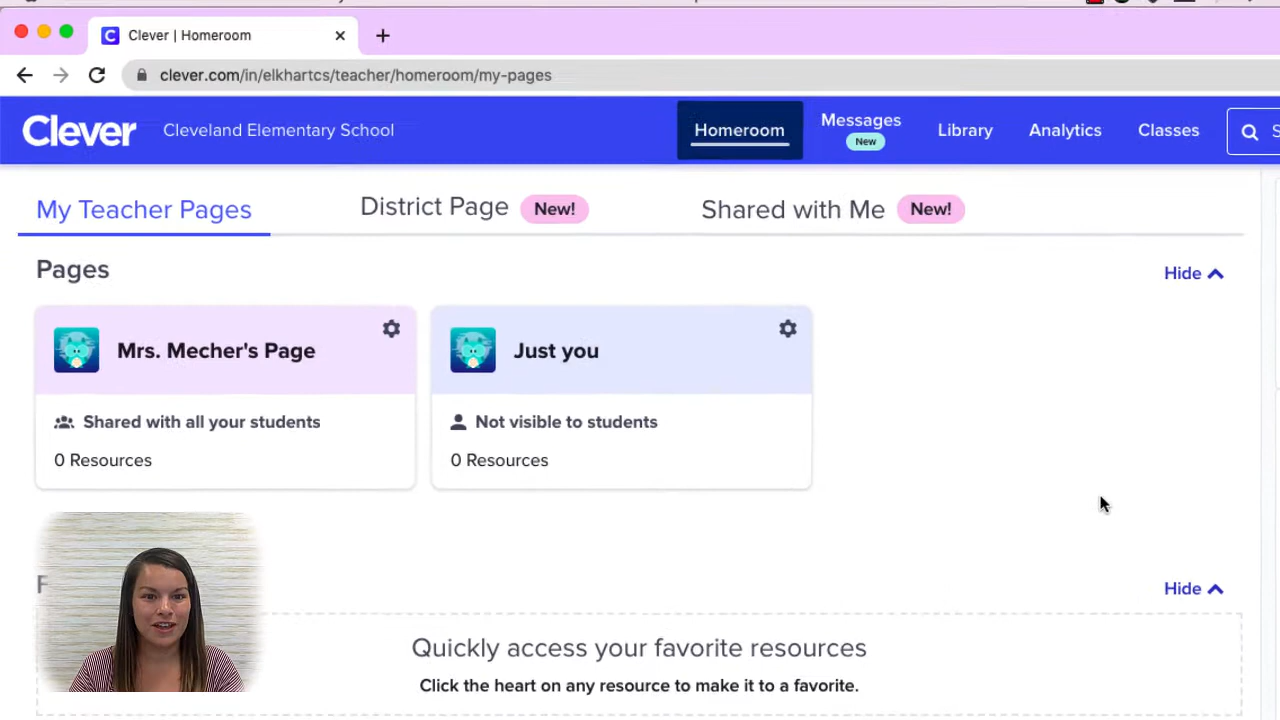 Clever | Homeroom
clever.com/in/elkhartcs/teacher/homeroom/my-pages
Clever
Cleveland Elementary School
Homeroom
Messages
New
Library
Analytics
Classes
S
My Teacher Pages
District Page
New!
Shared with Me
New!
Pages
Hide
Mrs. Mecher's Page
Just you
Shared with all your students
Not visible to students
0 Resources
0 Resources
F
Hide
Quickly access your favorite resources
Click the heart on any resource to make it to a favorite.